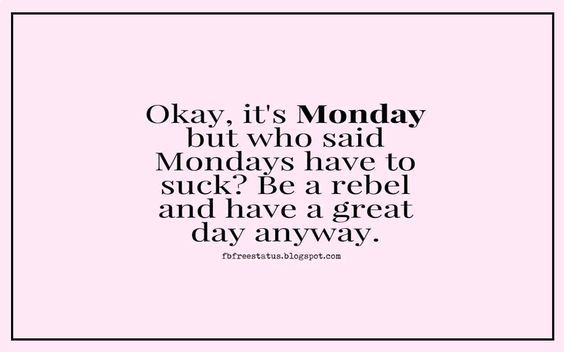 Okay, it's Monday
but who said
Mondays have to
suck? Be a rebel
and have a great
day anyway.
fbfreestatus.blogspot.com